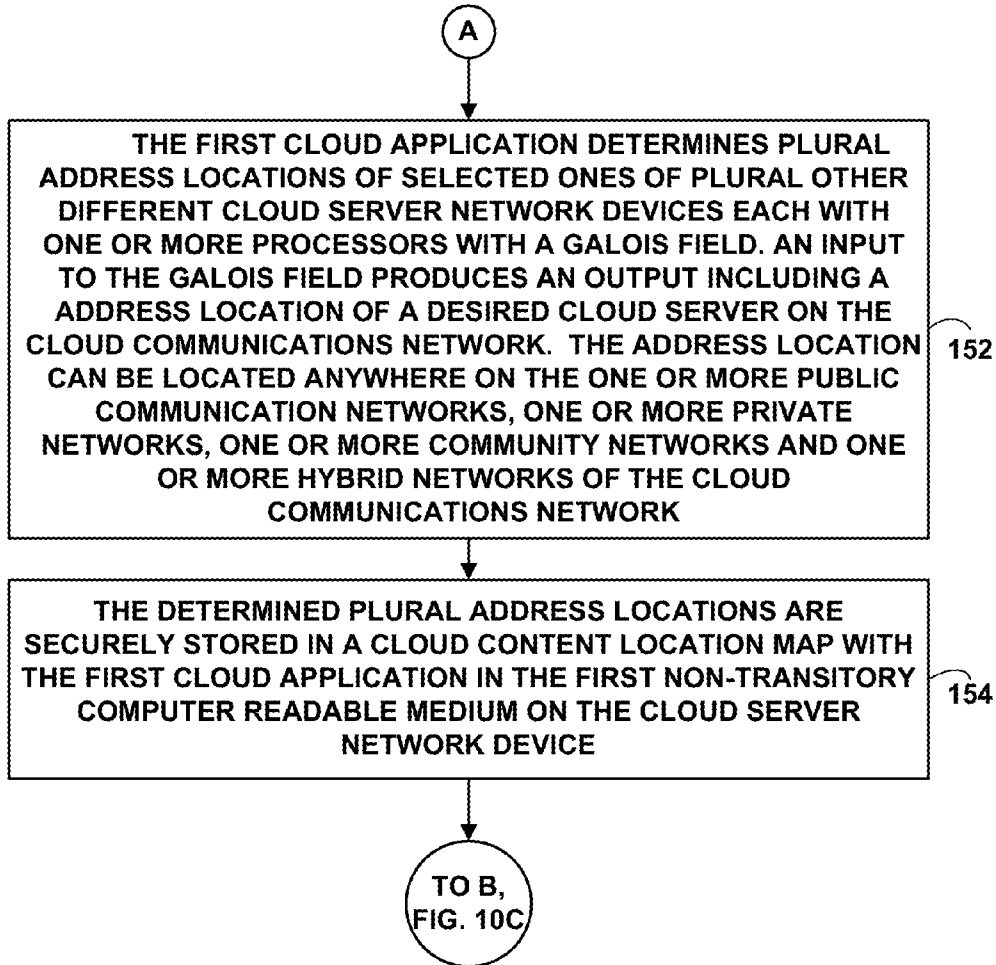 A
THE FIRST CLOUD APPLICATION DETERMINES PLURAL
ADDRESS LOCATIONS OF SELECTED ONES OF PLURAL OTHER
DIFFERENT CLOUD SERVER NETWORK DEVICES EACH WITH
ONE OR MORE PROCESSORS WITH A GALOIS FIELD. AN INPUT
TO THE GALOIS FIELD PRODUCES AN OUTPUT INCLUDING A
ADDRESS LOCATION OF A DESIRED CLOUD SERVER ON THE
CLOUD COMMUNICATIONS NETWORK. THE ADDRESS LOCATION
CAN BE LOCATED ANYWHERE ON THE ONE OR MORE PUBLIC
COMMUNICATION NETWORKS, ONE OR MORE PRIVATE
NETWORKS, ONE OR MORE COMMUNITY NETWORKS AND ONE
OR MORE HYBRID NETWORKS OF THE CLOUD
COMMUNICATIONS NETWORK
152
THE DETERMINED PLURAL ADDRESS LOCATIONS ARE
SECURELY STORED IN A CLOUD CONTENT LOCATION MAP WITH
THE FIRST CLOUD APPLICATION IN THE FIRST NON-TRANSITORY
COMPUTER READABLE MEDIUM ON THE CLOUD SERVER
NETWORK DEVICE
154
TO B,
FIG. 10C